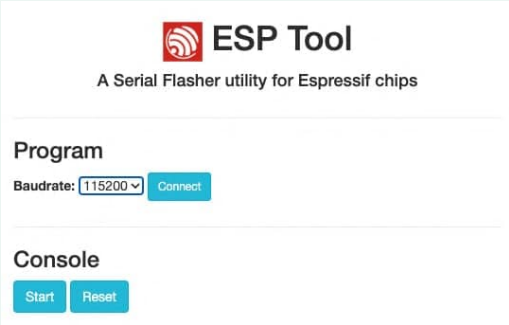 ESP Tool
A Serial Flasher utility for Espressif chips
Program
Baudrate: 115200 Connect
Console
Start Reset